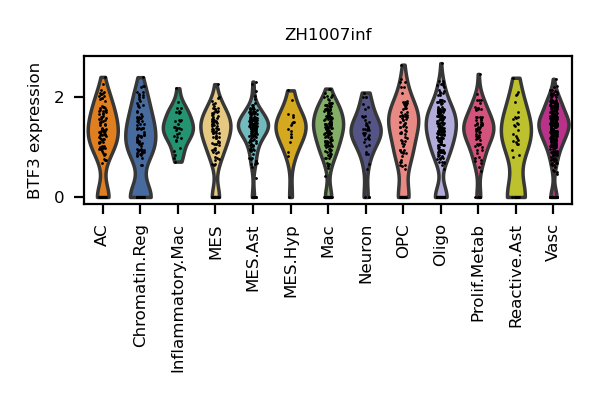 ZH1007inf
BTF3 expression
2
0
AC
Chromatin.Reg
Inflammatory.Mac
MES
MES.Ast
MES.Hyp
Mac
Neuron
OPC
Oligo
Prolif.Metab
Reactive.Ast
Vasc